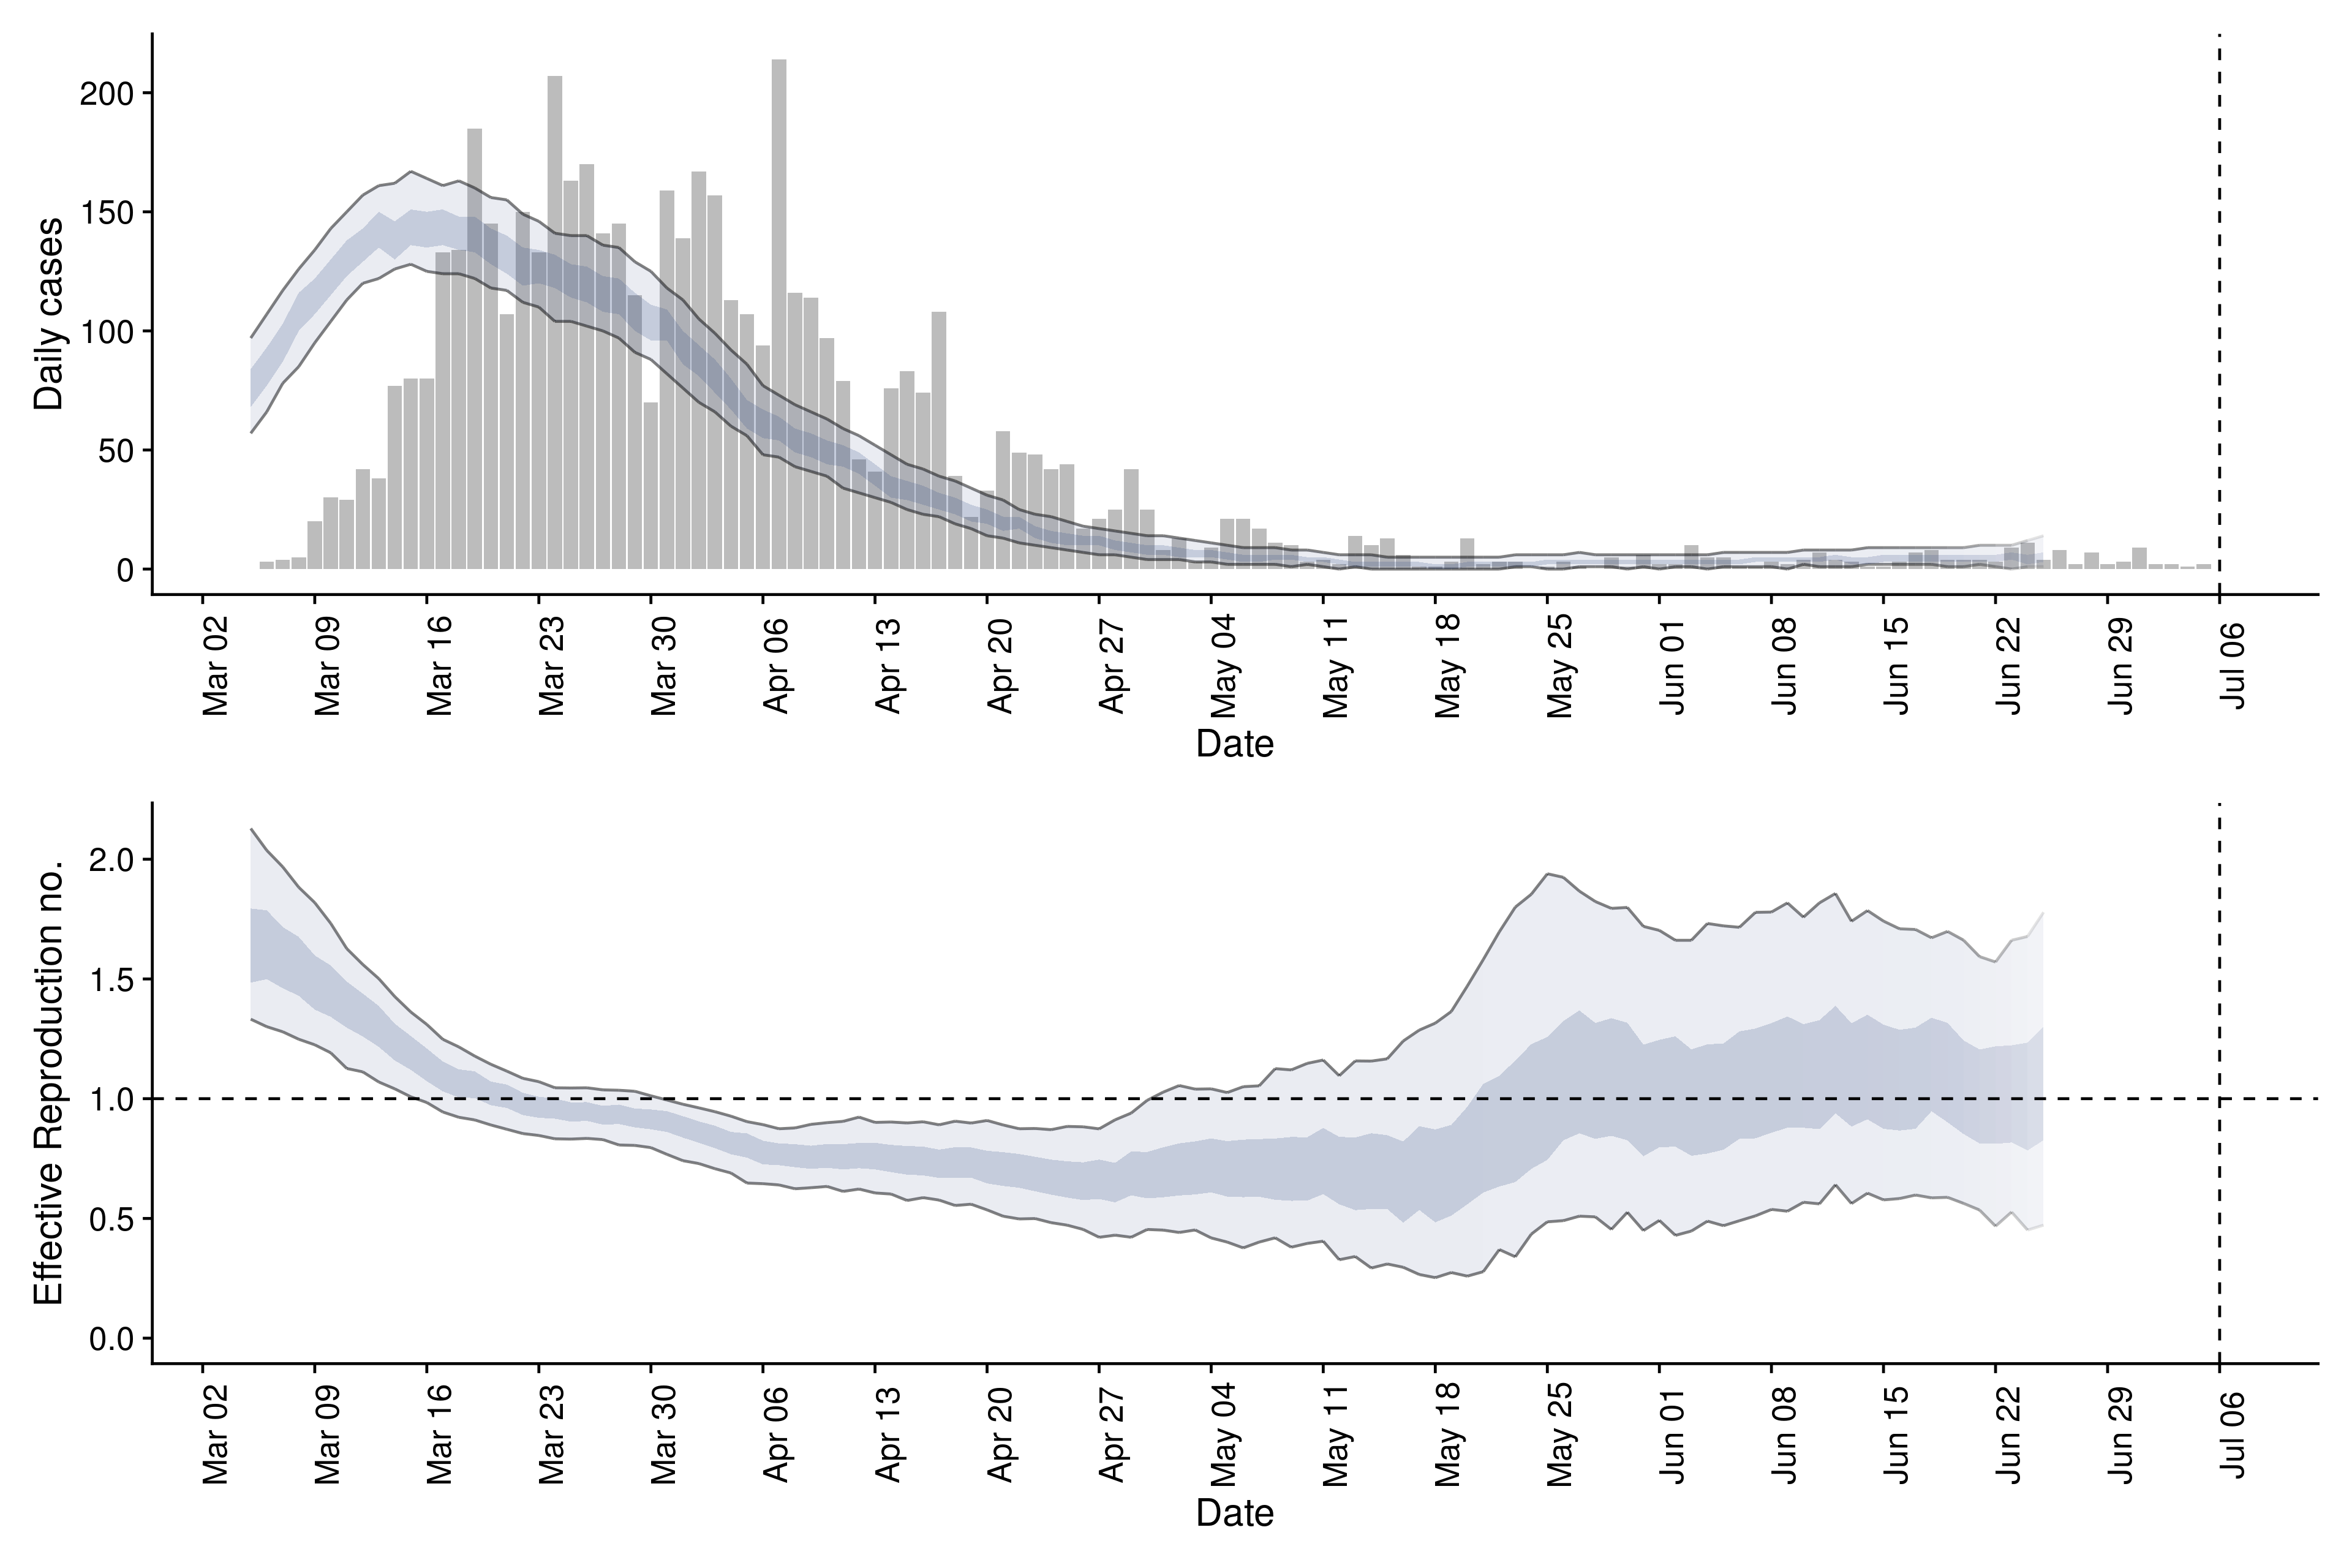 Daily cases
200
150
100
50
0
Mar 02
Mar 09
Mar 16
Mar 23
Mar 30
Apr 06
Apr 13
Apr 20
Apr 27
May 04
May 11
May 18
May 25
Jun 01
Jun 08
Jun 15
Jun 22
Jun 29
Jul 06
Date
Effective Reproduction no.
2.0
1.5
1.0
0.5
0.0
Mar 02
Mar 09
Mar 16
Mar 23
Mar 30
Apr 06
Apr 13
Apr 20
Apr 27
May 04
May 11
May 18
May 25
Jun 01
Jun 08
Jun 15
Jun 22
Jun 29
Jul 06
Date